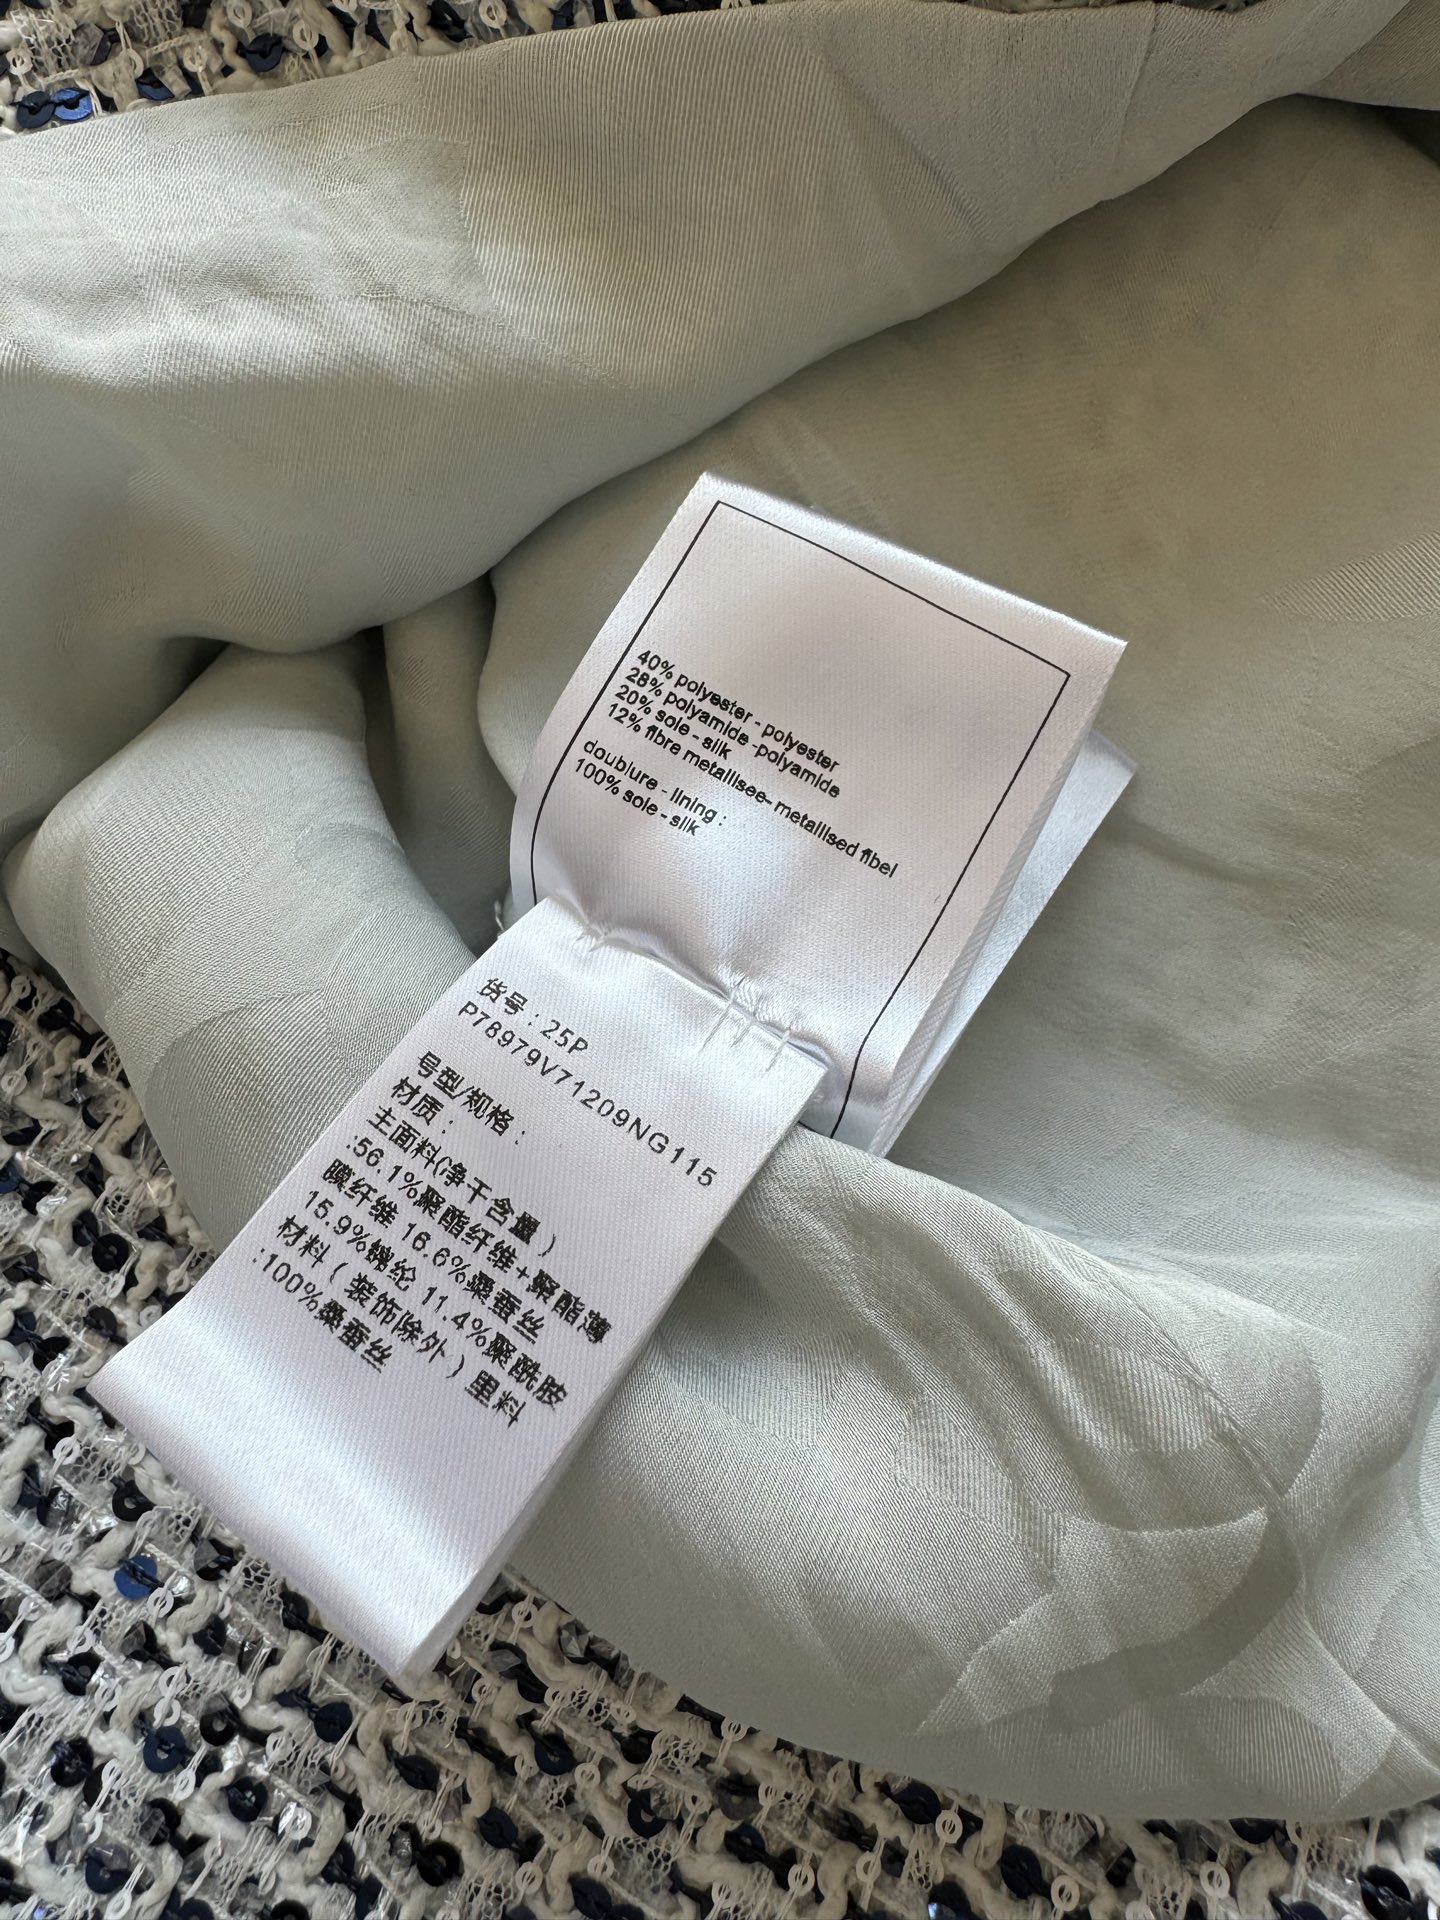 40% polyester - polyester
28% polyamide -polyamide
20% soie - silk
12% fibre metallisee- metallised fibel
doublure - lining :
100% soie - silk
货号：25P
P78979V71209NG115
号型/规格：
材质：
主面料(净干含量）
:56.1%聚酯纤维+聚酯薄
膜纤维 16.6%桑蚕丝
15.9%锦纶 11.4%聚酰胺
材料（装饰除外）里料
:100%桑蚕丝